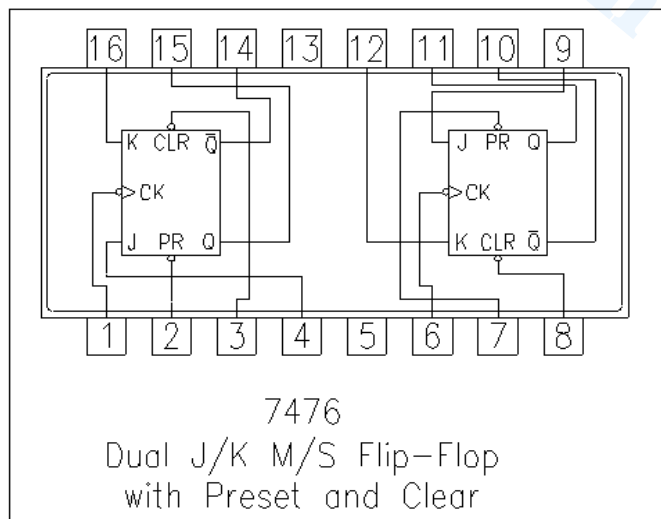 16 15 14 13 12 11 10 9
K CLR Q̅ J PR Q
CK CK
J PR Q K CLR Q̅
1 2 3 4 5 6 7 8
7476
Dual J/K M/S Flip-Flop
with Preset and Clear